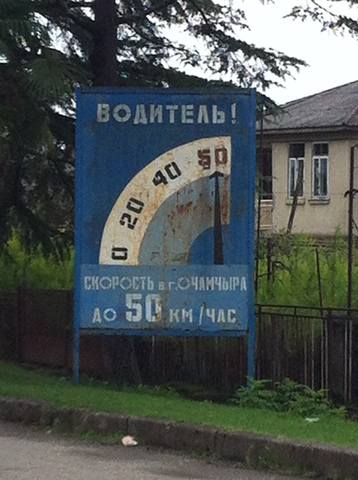 ВОДИТЕЛЬ!
0 20 40 50
СКОРОСТЬ В Г.ОЧАМЧЫРА
ДО 50 КМ/ЧАС